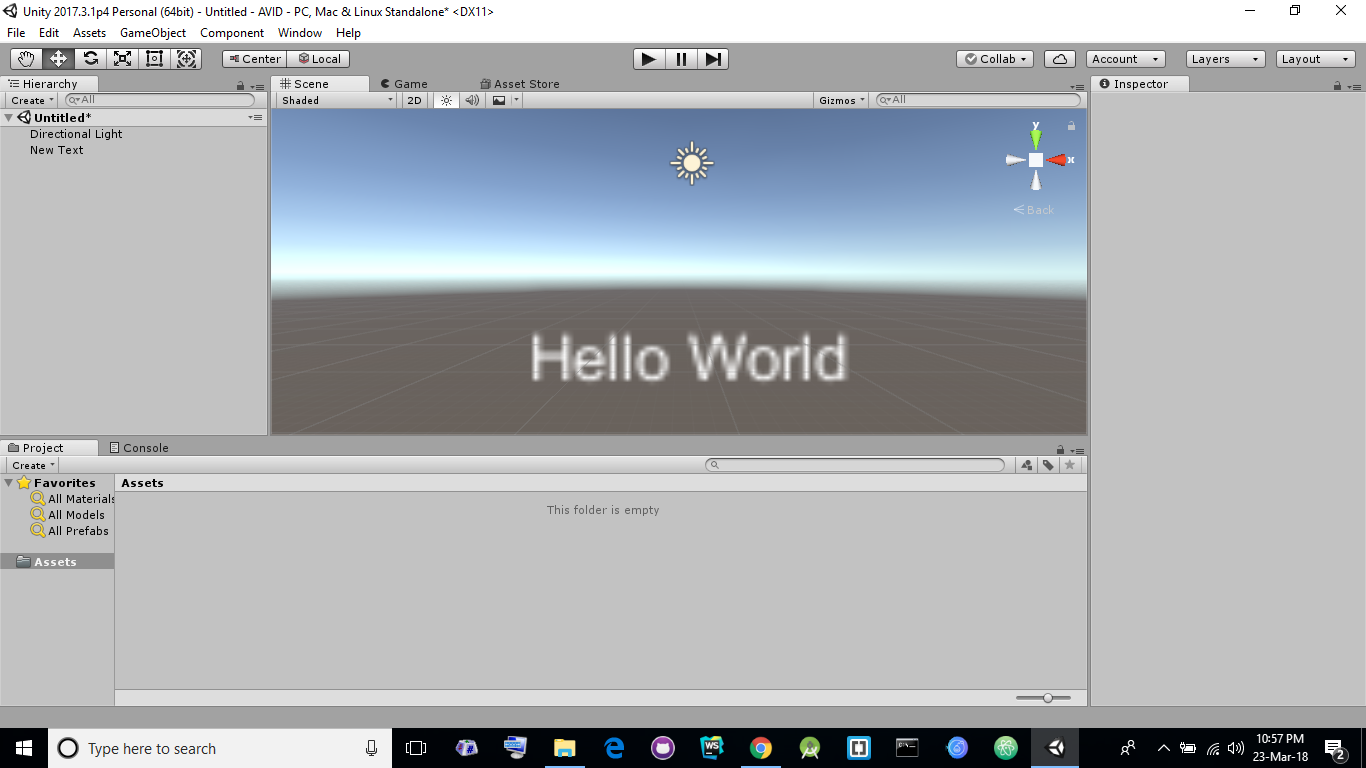 Unity 2017.3.1p4 Personal (64bit) - Untitled - AVID - PC, Mac & Linux Standalone* <DX11>
File Edit Assets GameObject Component Window Help
Center Local Collab Account Layers Layout
Hierarchy
Create All
Untitled*
Directional Light
New Text
Scene Game Asset Store
Shaded 2D Gizmos All
y
x
Back
Hello World
Inspector
Project Console
Create
Favorites
All Materials
All Models
All Prefabs
Assets
Assets
This folder is empty
Type here to search
WS
10:57 PM
23-Mar-18
2